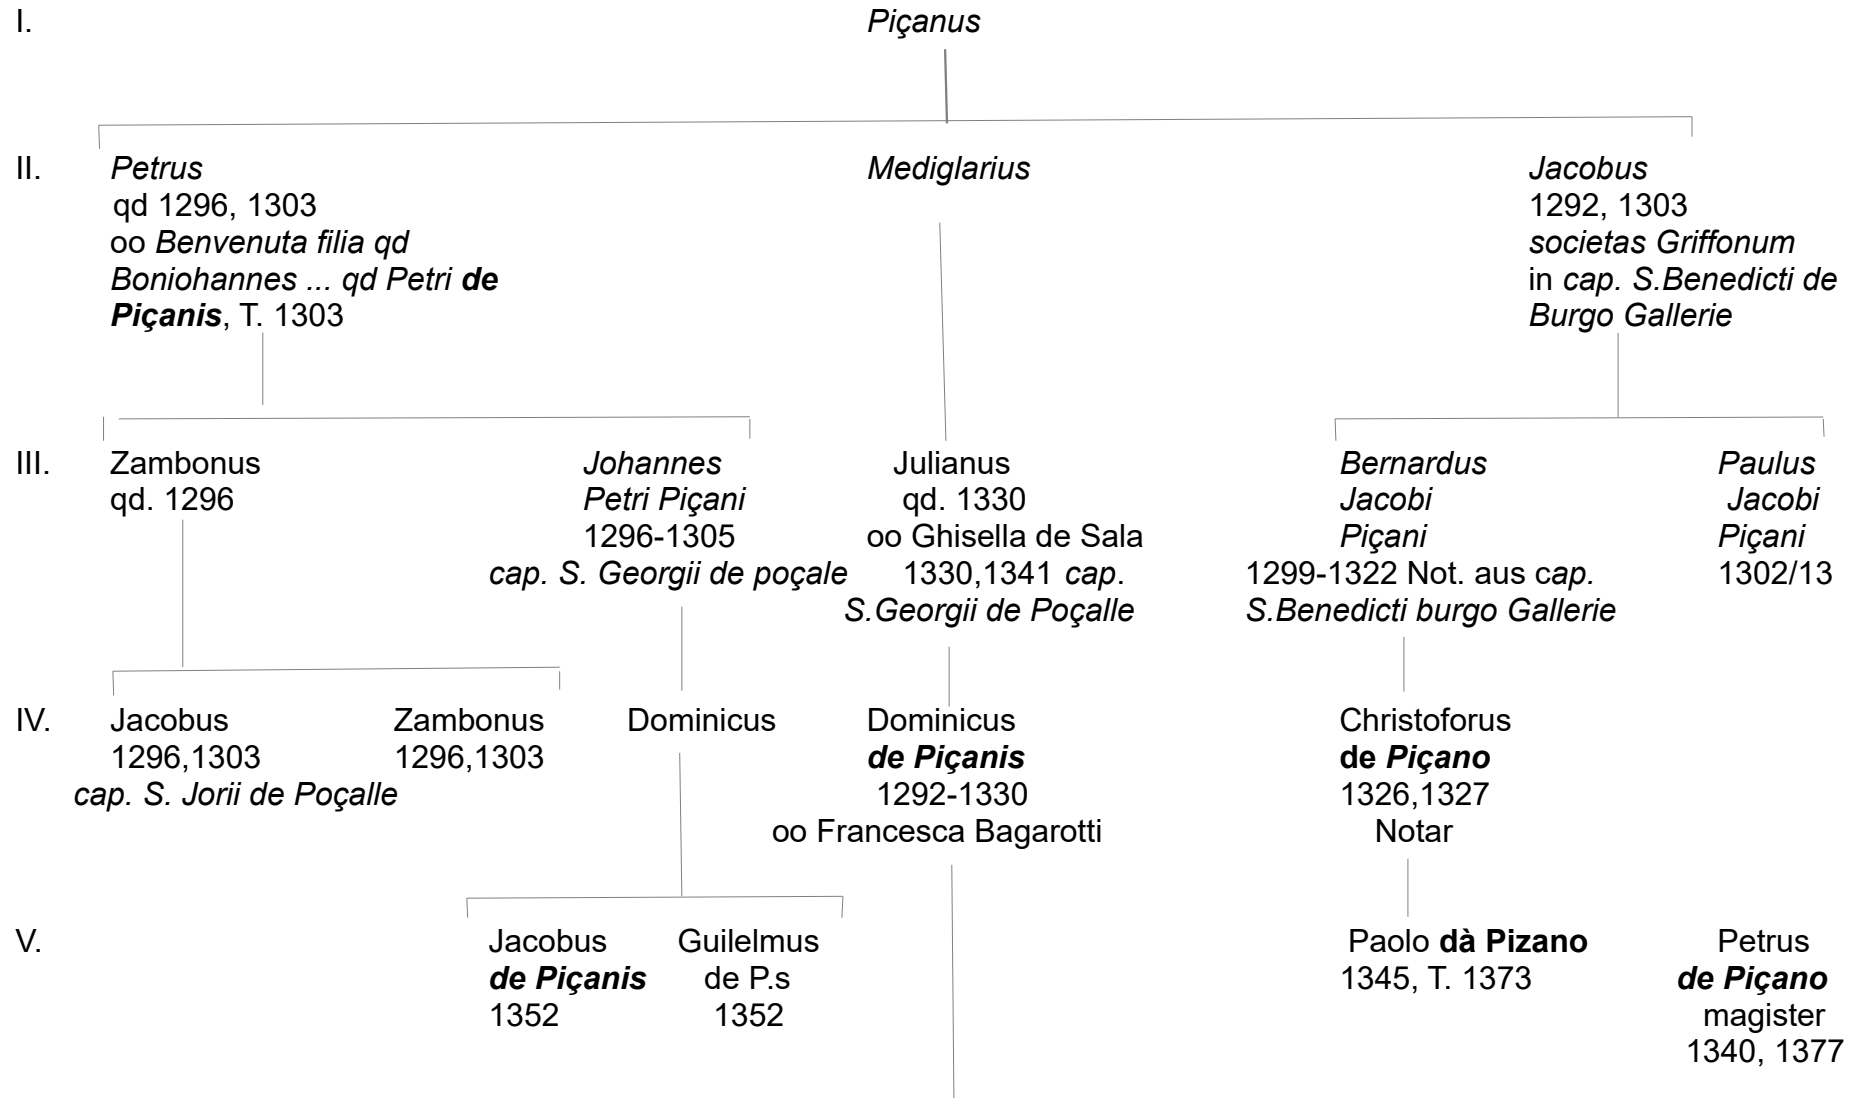 I. Piçanus
II. Petrus Mediglarius Jacobus
qd 1296, 1303 1292, 1303
oo Benvenuta filia qd societas Griffonum
Boniohannes ... qd Petri de in cap. S.Benedicti de
Piçanis, T. 1303 Burgo Gallerie
III. Zambonus Johannes Julianus Bernardus Paulus
qd. 1296 Petri Piçani qd. 1330 Jacobi Jacobi
1296-1305 oo Ghisella de Sala Piçani Piçani
cap. S. Georgii de poçale 1330,1341 cap. 1299-1322 Not. aus cap. 1302/13
S.Georgii de Poçalle S.Benedicti burgo Gallerie
IV. Jacobus Zambonus Dominicus Dominicus Christoforus
1296,1303 1296,1303 de Piçanis de Piçano
cap. S. Jorii de Poçalle 1292-1330 1326,1327
oo Francesca Bagarotti Notar
V. Jacobus Guilelmus Paolo dà Pizano Petrus
de Piçanis de P.s 1345, T. 1373 de Piçano
1352 1352 magister
1340, 1377